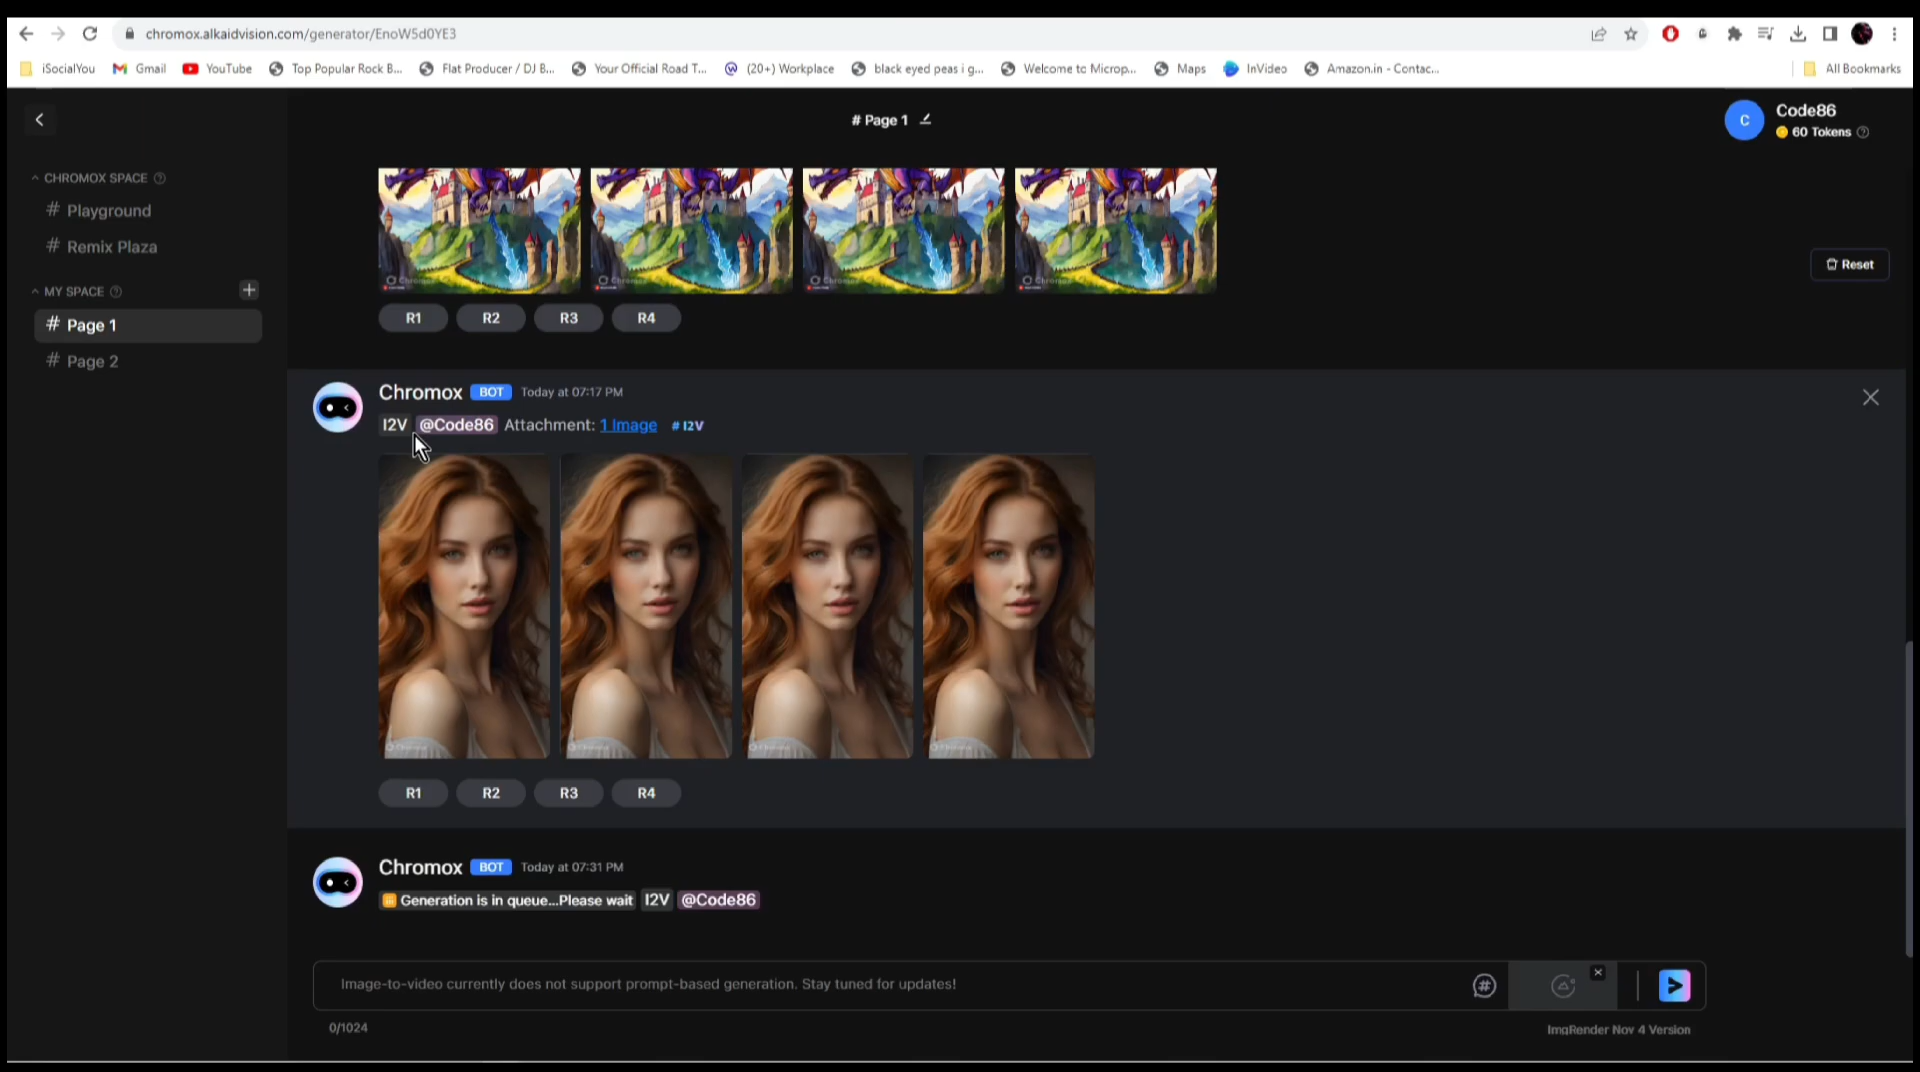 chromox.alkaidvision.com/generator/EnoW5d0YE3
iSocialYou Gmail YouTube Top Popular Rock B... Flat Producer / DJ B... Your Official Road T... (20+) Workplace black eyed peas i g... Welcome to Microp... Maps InVideo Amazon.in - Contac... All Bookmarks
# Page 1
C
Code86
60 Tokens
CHROMOX SPACE
# Playground
# Remix Plaza
MY SPACE
# Page 1
# Page 2
Reset
R1 R2 R3 R4
Chromox BOT Today at 07:17 PM
I2V @Code86 Attachment: 1 Image # I2V
R1 R2 R3 R4
Chromox BOT Today at 07:31 PM
Generation is in queue...Please wait I2V @Code86
Image-to-video currently does not support prompt-based generation. Stay tuned for updates!
0/1024
ImgRender Nov 4 Version